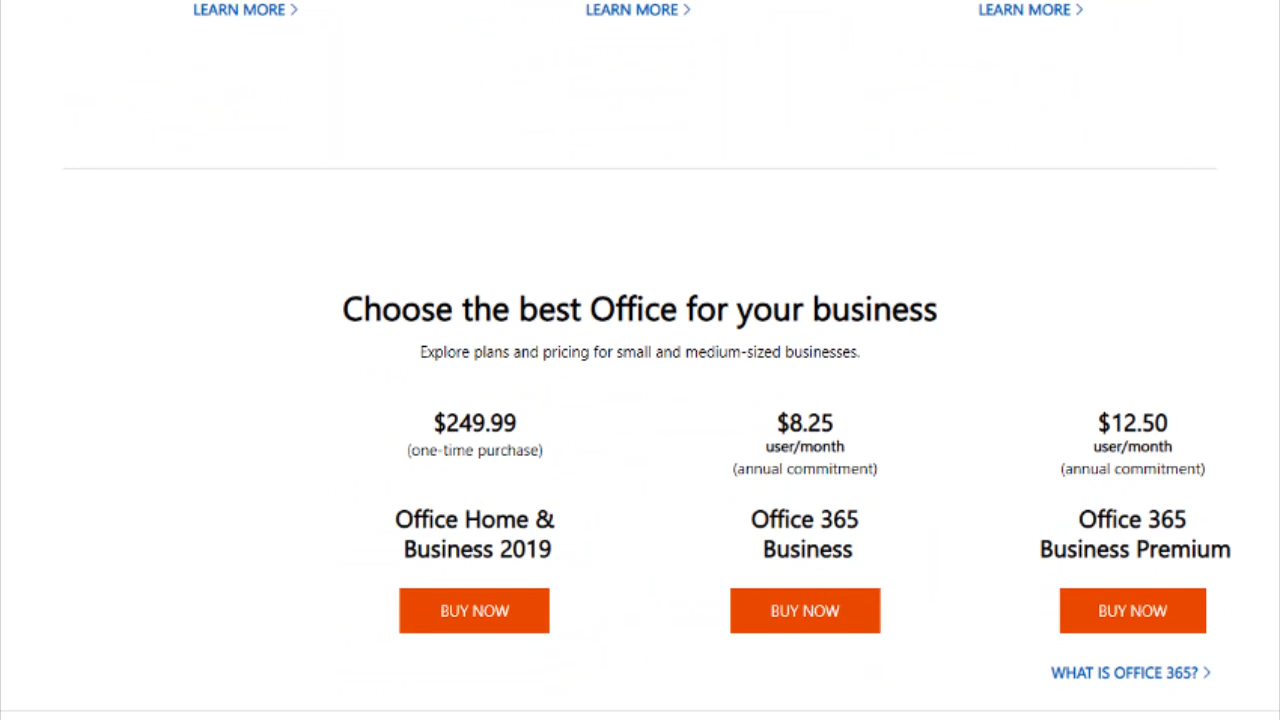 LEARN MORE >
LEARN MORE >
LEARN MORE >
Choose the best Office for your business
Explore plans and pricing for small and medium-sized businesses.
$249.99
(one-time purchase)
Office Home &
Business 2019
BUY NOW
$8.25
user/month
(annual commitment)
Office 365
Business
BUY NOW
$12.50
user/month
(annual commitment)
Office 365
Business Premium
BUY NOW
WHAT IS OFFICE 365? >